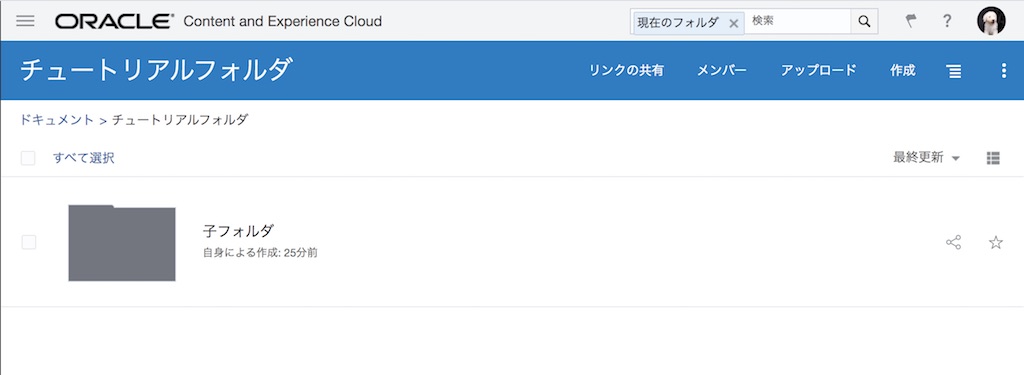 ORACLE® Content and Experience Cloud
現在のフォルダ × 検索
?
チュートリアルフォルダ
リンクの共有 メンバー アップロード 作成
ドキュメント > チュートリアルフォルダ
すべて選択
最終更新
子フォルダ
自身による作成: 25分前